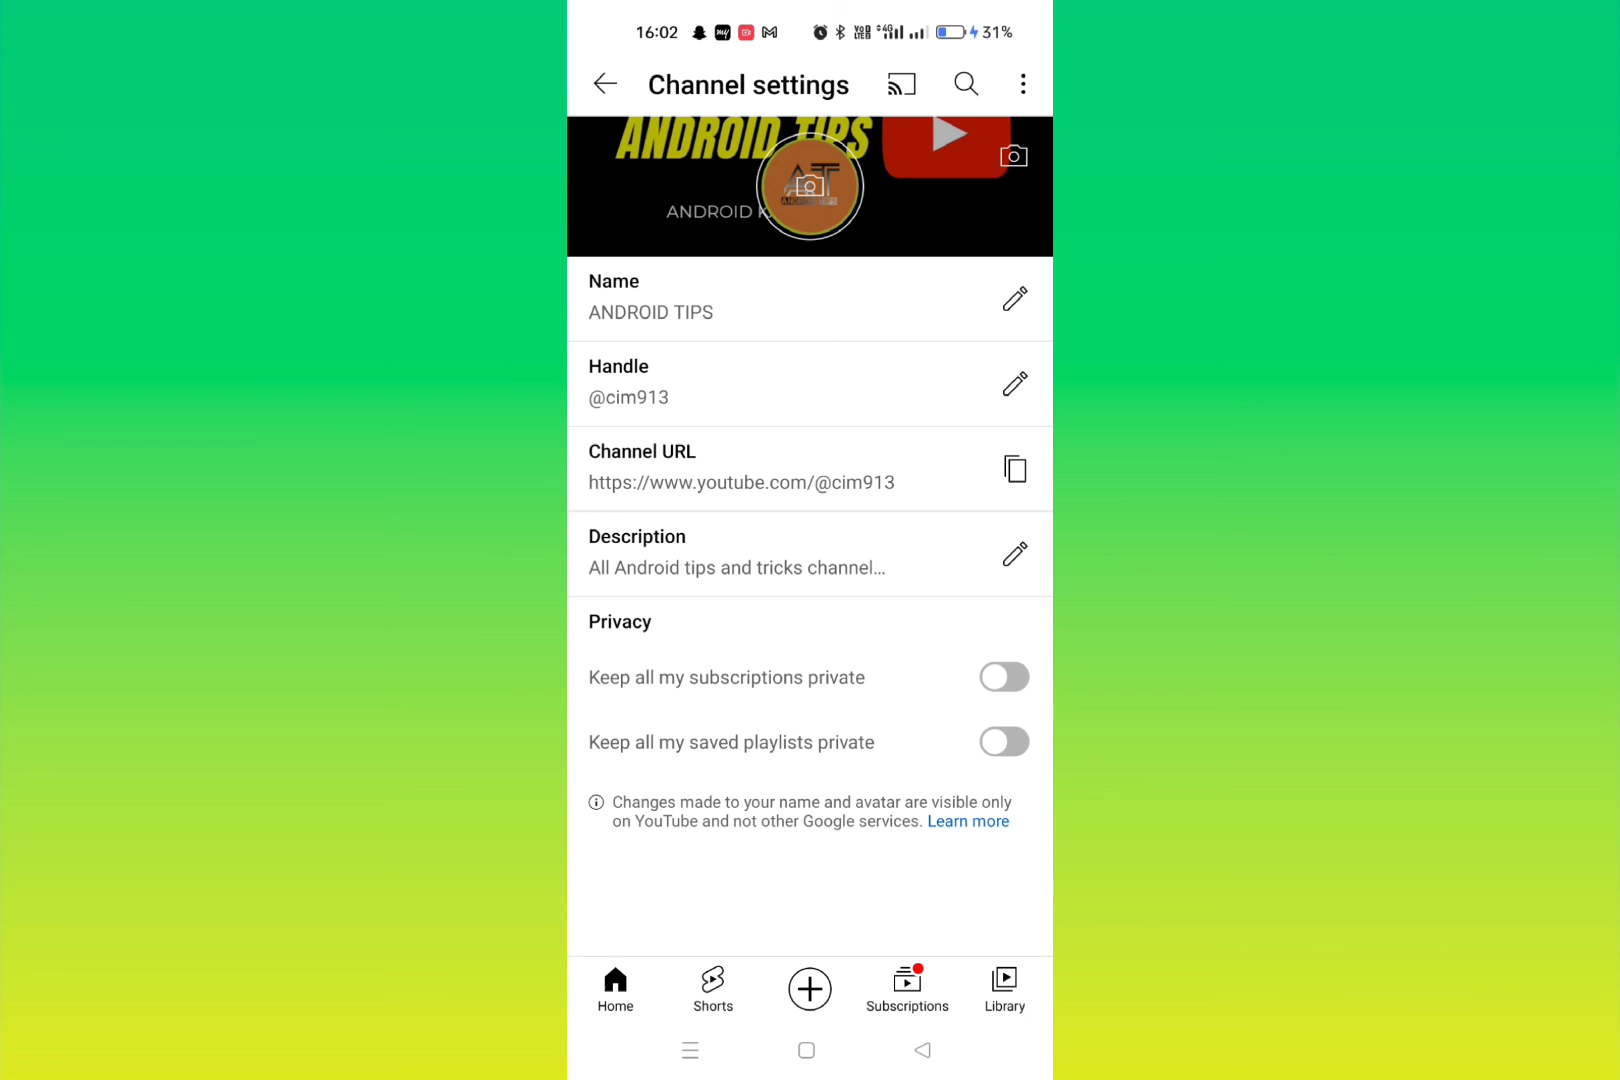 16:02
31%
Channel settings
ANDROID TIPS
ANDROID
AT
ANDROID TIPS
Name
ANDROID TIPS
Handle
@cim913
Channel URL
https://www.youtube.com/@cim913
Description
All Android tips and tricks channel...
Privacy
Keep all my subscriptions private
Keep all my saved playlists private
Changes made to your name and avatar are visible only
on YouTube and not other Google services. Learn more
Home Shorts Subscriptions Library